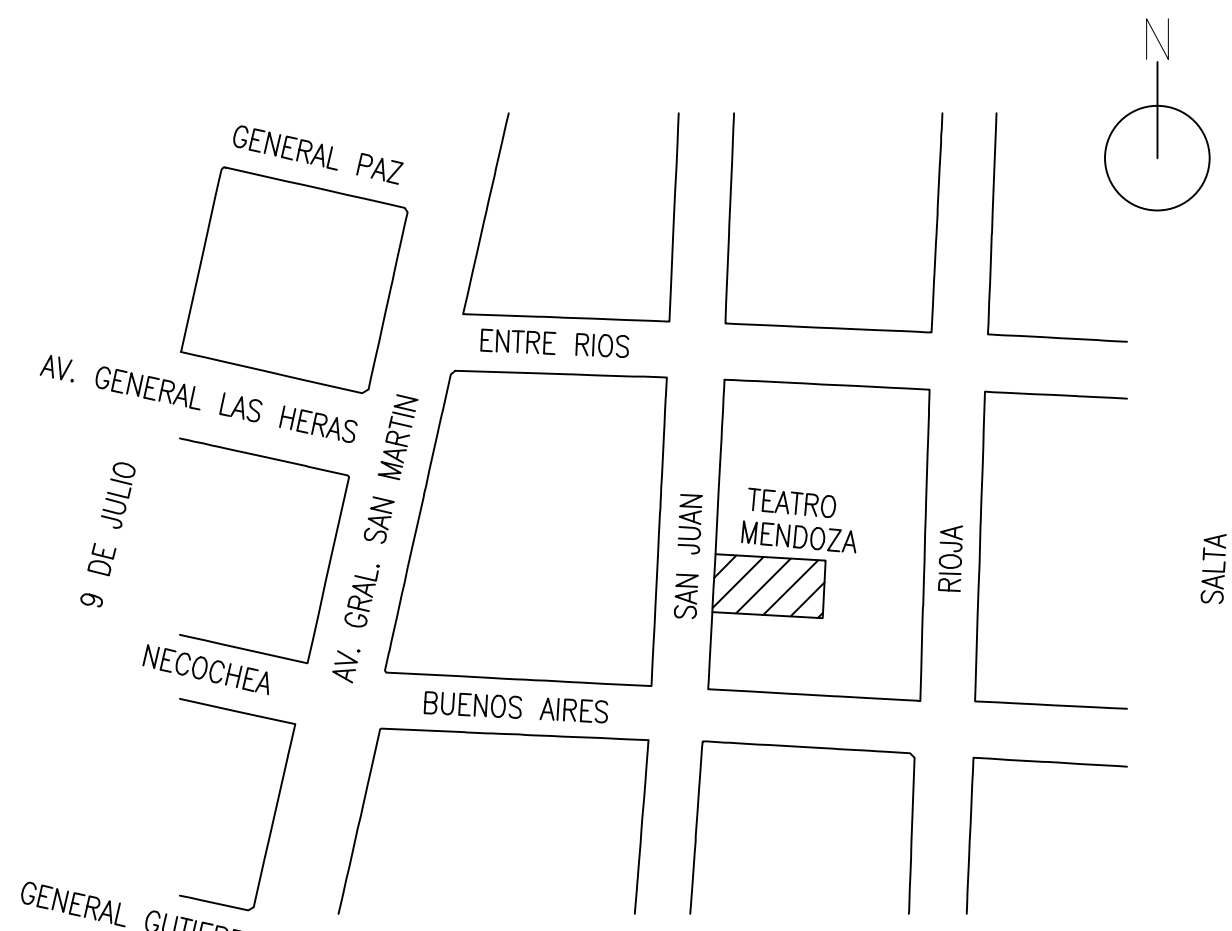 N
GENERAL PAZ
ENTRE RIOS
AV. GENERAL LAS HERAS
AV. GRAL. SAN MARTIN
9 DE JULIO
TEATRO
MENDOZA
SAN JUAN
RIOJA
SALTA
NECOCHEA
BUENOS AIRES
GENERAL